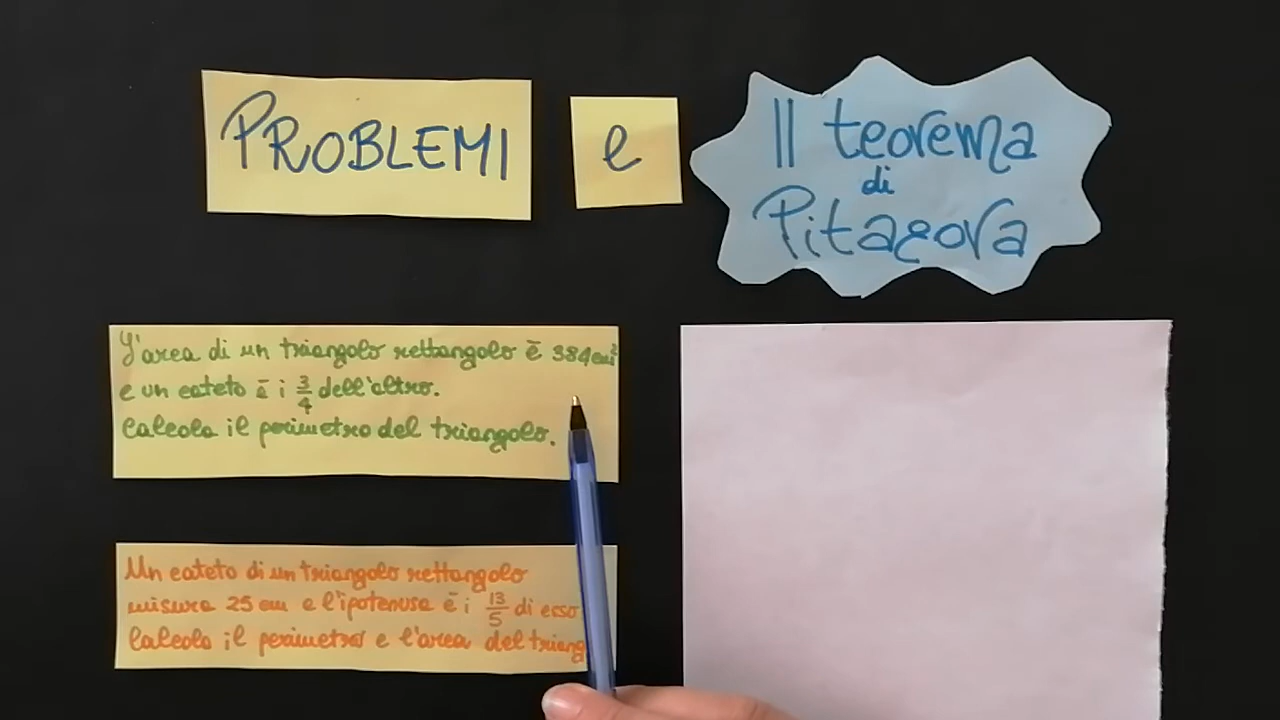 PROBLEMI
e
Il teorema
di
Pitagora
L'area di un triangolo rettangolo è 384 cm²
e un cateto è i 3/4 dell'altro.
Calcola il perimetro del triangolo.
Un cateto di un triangolo rettangolo
misura 25 cm e l'ipotenusa è i 13/5 di esso
Calcola il perimetro e l'area del triang